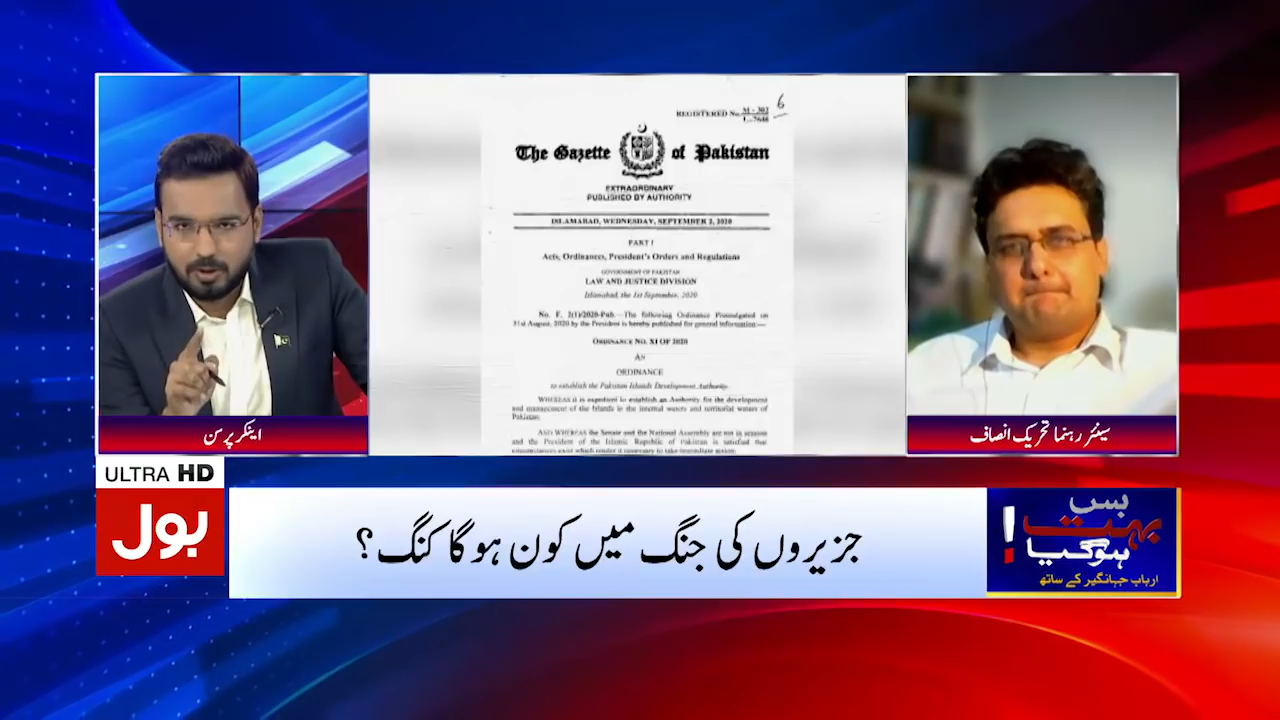 REGISTERED No. M - 302
L.-7646
6
The Gazette of Pakistan
EXTRAORDINARY
PUBLISHED BY AUTHORITY
ISLAMABAD, WEDNESDAY, SEPTEMBER 2, 2020
PART I
Acts, Ordinances, President's Orders and Regulations
GOVERNMENT OF PAKISTAN
LAW AND JUSTICE DIVISION
Islamabad, the 1st September, 2020
No. F. 2(1)/2020-Pub.—The following Ordinance Promulgated on
31st August, 2020 by the President is hereby published for general information:—
ORDINANCE NO. XI OF 2020
AN
ORDINANCE
to establish the Pakistan Islands Development Authority.
WHEREAS it is expedient to establish an Authority for the development
and management of the Islands in the internal waters and territorial waters of
Pakistan.
AND WHEREAS the Senate and the National Assembly are not in session
and the President of the Islamic Republic of Pakistan is satisfied that
circumstances exist which render it necessary to take immediate action.
اینکر پرسن
سینئر رہنما تحریک انصاف
ULTRA HD
بول
جزیروں کی جنگ میں کون ہوگا کنگ؟
بس
بہت
ہوگیا!
ارباب جہانگیر کے ساتھ